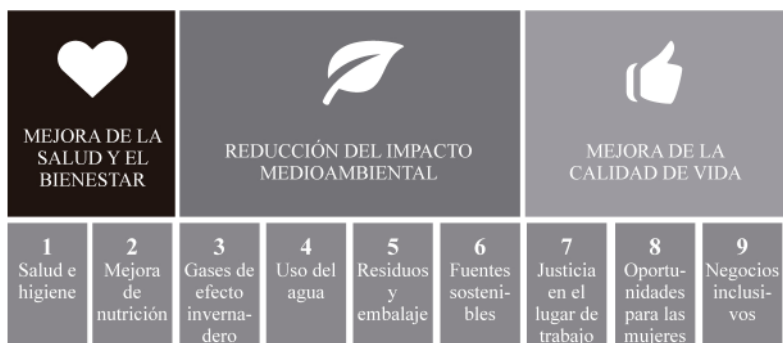 MEJORA DE LA
SALUD Y EL
BIENESTAR
REDUCCIÓN DEL IMPACTO
MEDIOAMBIENTAL
MEJORA DE LA
CALIDAD DE VIDA
1
Salud e
higiene
2
Mejora
de
nutrición
3
Gases de
efecto
inverna-
dero
4
Uso del
agua
5
Residuos
y
embalaje
6
Fuentes
sosteni-
bles
7
Justicia
en el
lugar de
trabajo
8
Oportu-
nidades
para las
mujeres
9
Negocios
inclusi-
vos